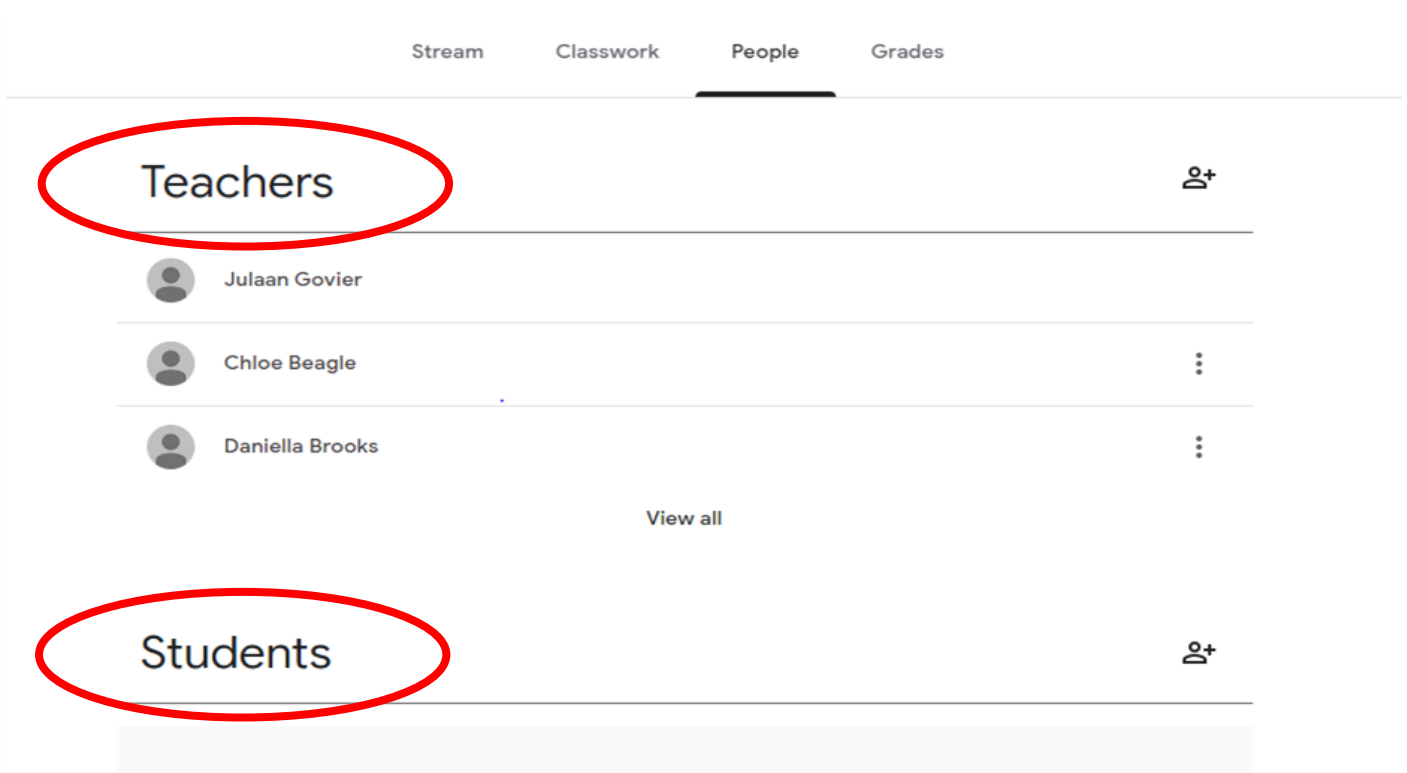 Stream Classwork People Grades
Teachers
Julaan Govier
Chloe Beagle
Daniella Brooks
View all
Students